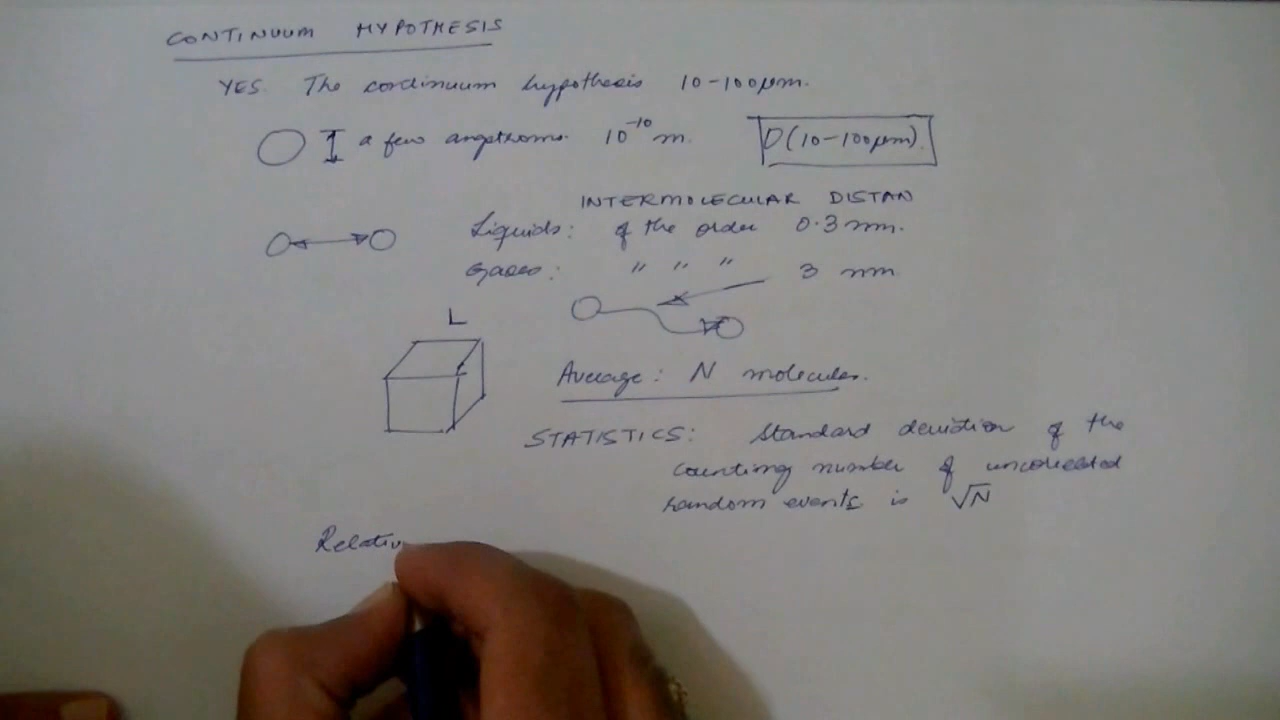 CONTINUUM HYPOTHESIS
YES. The continuum hypothesis 10-100μm.
a few angstroms. 10⁻¹⁰ m. O(10-100μm).
INTERMOLECULAR DISTAN
Liquids: of the order 0.3 nm.
Gases: " " " 3 nm
L
Average: N molecules.
STATISTICS: Standard deviation of the
counting number of uncorrelated
random events is √N
Relativ